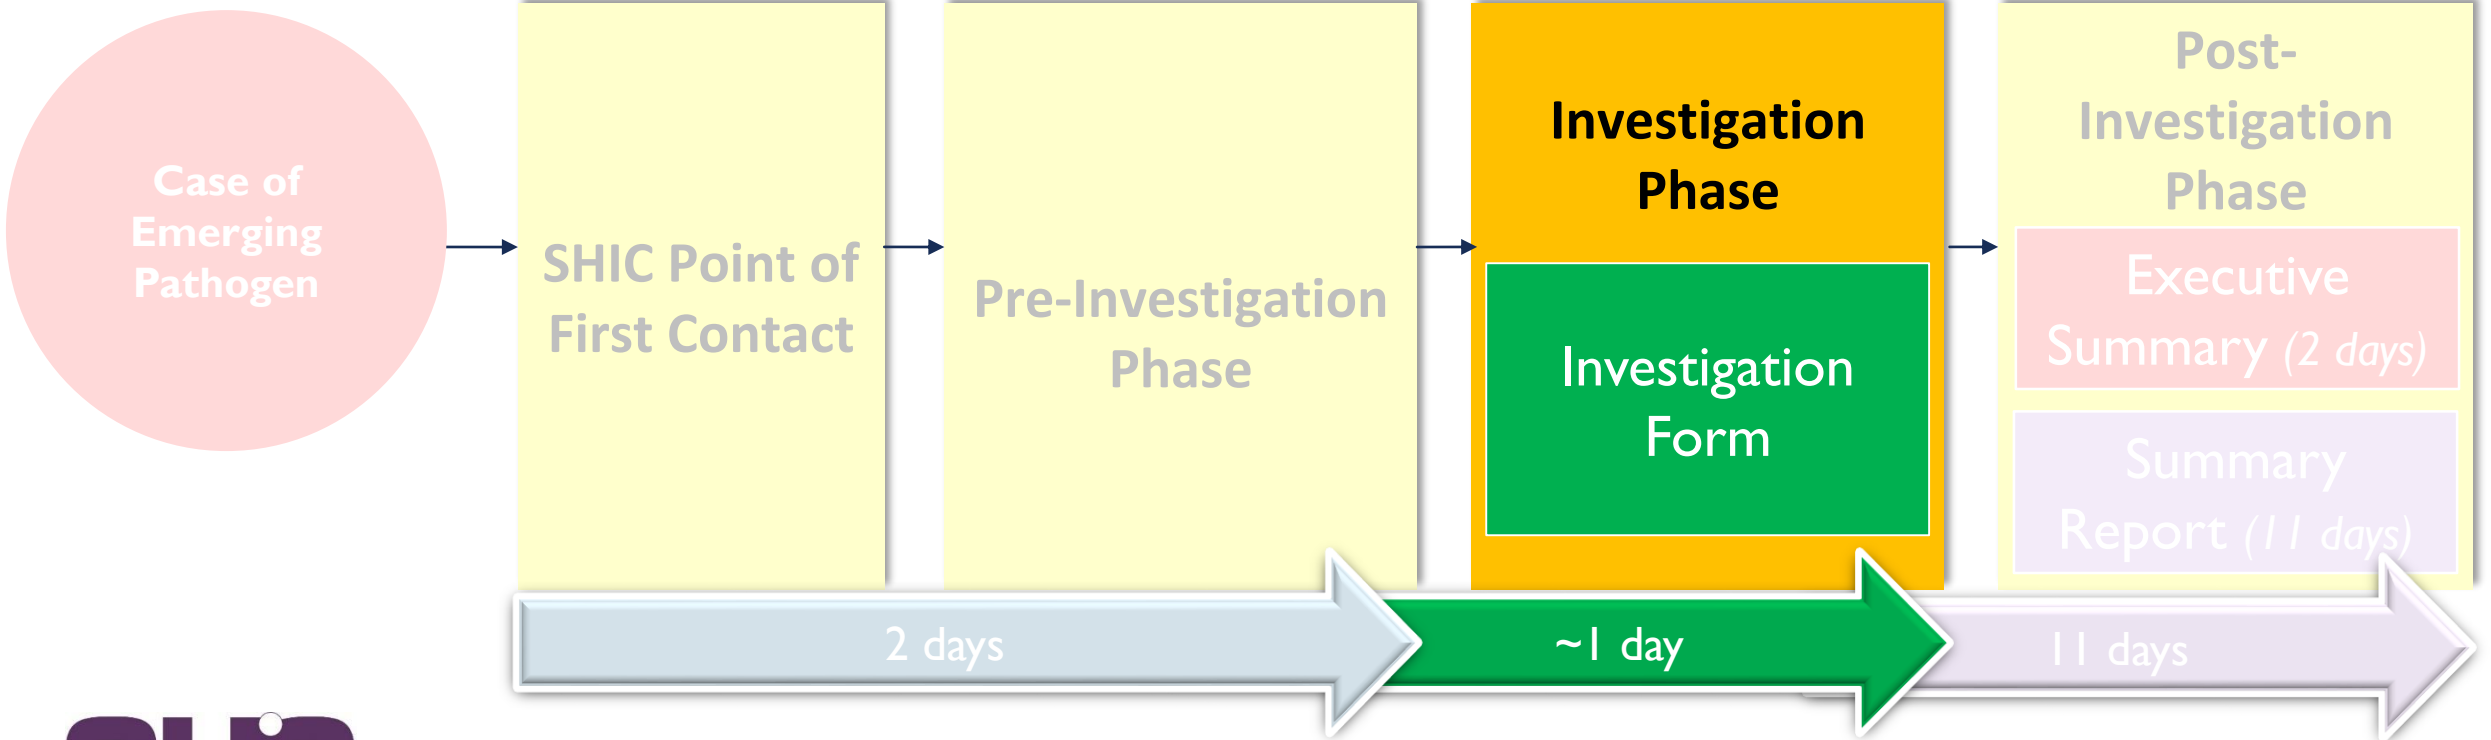 Case of
Emerging
Pathogen
SHIC Point of
First Contact
Pre-Investigation
Phase
Investigation
Phase
Investigation
Form
Post-
Investigation
Phase
Executive
Summary (2 days)
Summary
Report (11 days)
2 days
~1 day
11 days